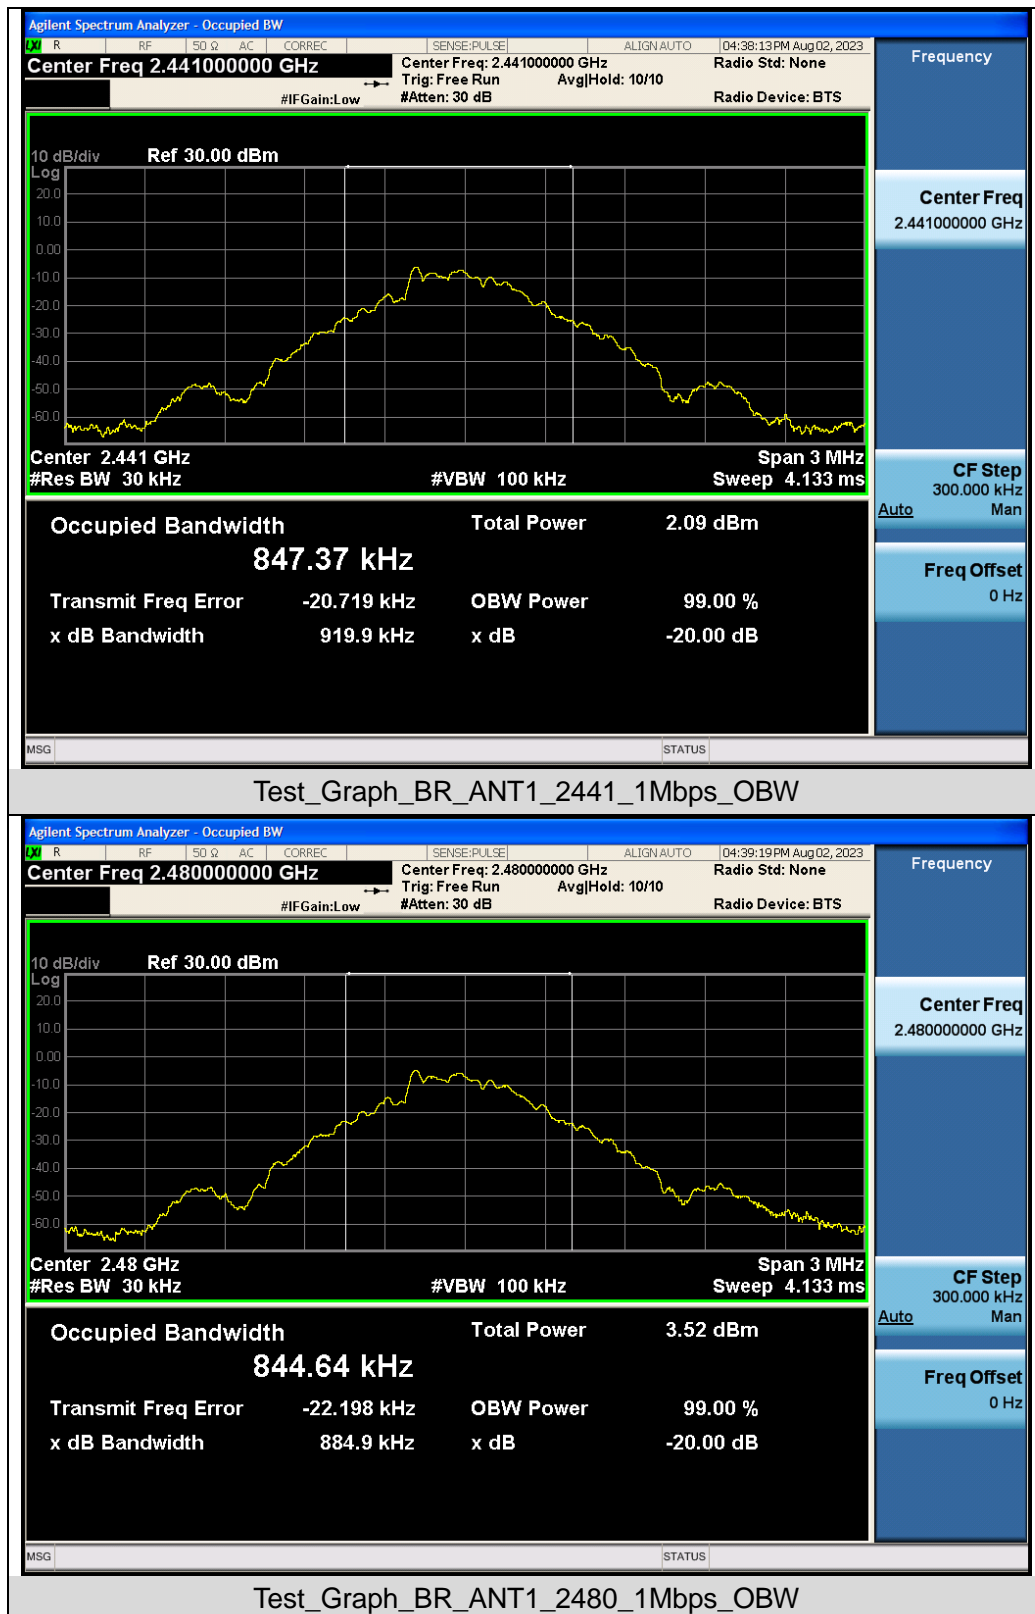 Agilent Spectrum Analyzer - Occupied BW
LXI R RF 50 Ω AC CORREC SENSE:PULSE ALIGN AUTO 04:38:13 PM Aug 02, 2023
Center Freq 2.441000000 GHz
Center Freq: 2.441000000 GHz Radio Std: None
Trig: Free Run Avg|Hold: 10/10
#IFGain:Low #Atten: 30 dB Radio Device: BTS
Frequency
10 dB/div Ref 30.00 dBm
Log
20.0
10.0
0.00
-10.0
-20.0
-30.0
-40.0
-50.0
-60.0
Center Freq
2.441000000 GHz
Center 2.441 GHz Span 3 MHz
#Res BW 30 kHz #VBW 100 kHz Sweep 4.133 ms
CF Step
300.000 kHz
Auto Man
Freq Offset
0 Hz
Occupied Bandwidth Total Power 2.09 dBm
847.37 kHz
Transmit Freq Error -20.719 kHz OBW Power 99.00 %
x dB Bandwidth 919.9 kHz x dB -20.00 dB
MSG STATUS
Test_Graph_BR_ANT1_2441_1Mbps_OBW
Agilent Spectrum Analyzer - Occupied BW
LXI R RF 50 Ω AC CORREC SENSE:PULSE ALIGN AUTO 04:39:19 PM Aug 02, 2023
Center Freq 2.480000000 GHz
Center Freq: 2.480000000 GHz Radio Std: None
Trig: Free Run Avg|Hold: 10/10
#IFGain:Low #Atten: 30 dB Radio Device: BTS
Frequency
10 dB/div Ref 30.00 dBm
Log
20.0
10.0
0.00
-10.0
-20.0
-30.0
-40.0
-50.0
-60.0
Center Freq
2.480000000 GHz
Center 2.48 GHz Span 3 MHz
#Res BW 30 kHz #VBW 100 kHz Sweep 4.133 ms
CF Step
300.000 kHz
Auto Man
Freq Offset
0 Hz
Occupied Bandwidth Total Power 3.52 dBm
844.64 kHz
Transmit Freq Error -22.198 kHz OBW Power 99.00 %
x dB Bandwidth 884.9 kHz x dB -20.00 dB
MSG STATUS
Test_Graph_BR_ANT1_2480_1Mbps_OBW